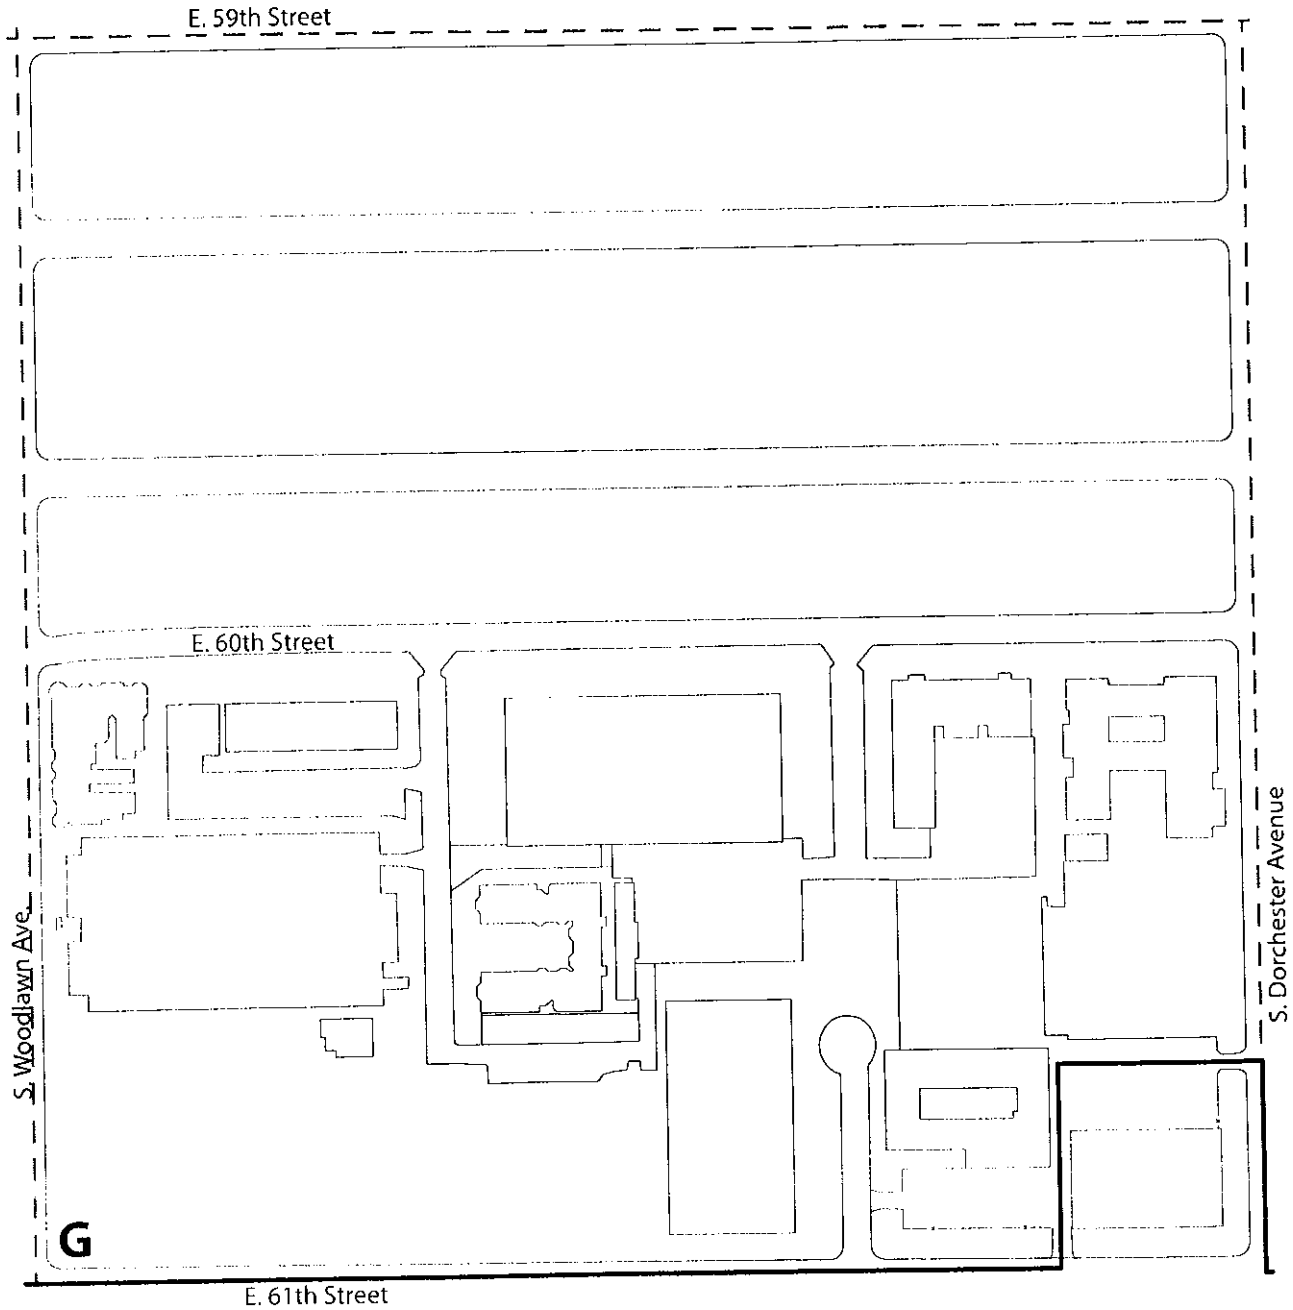 E. 59th Street
E. 60th Street
S. Woodlawn Ave.
S. Dorchester Avenue
G
E. 61th Street